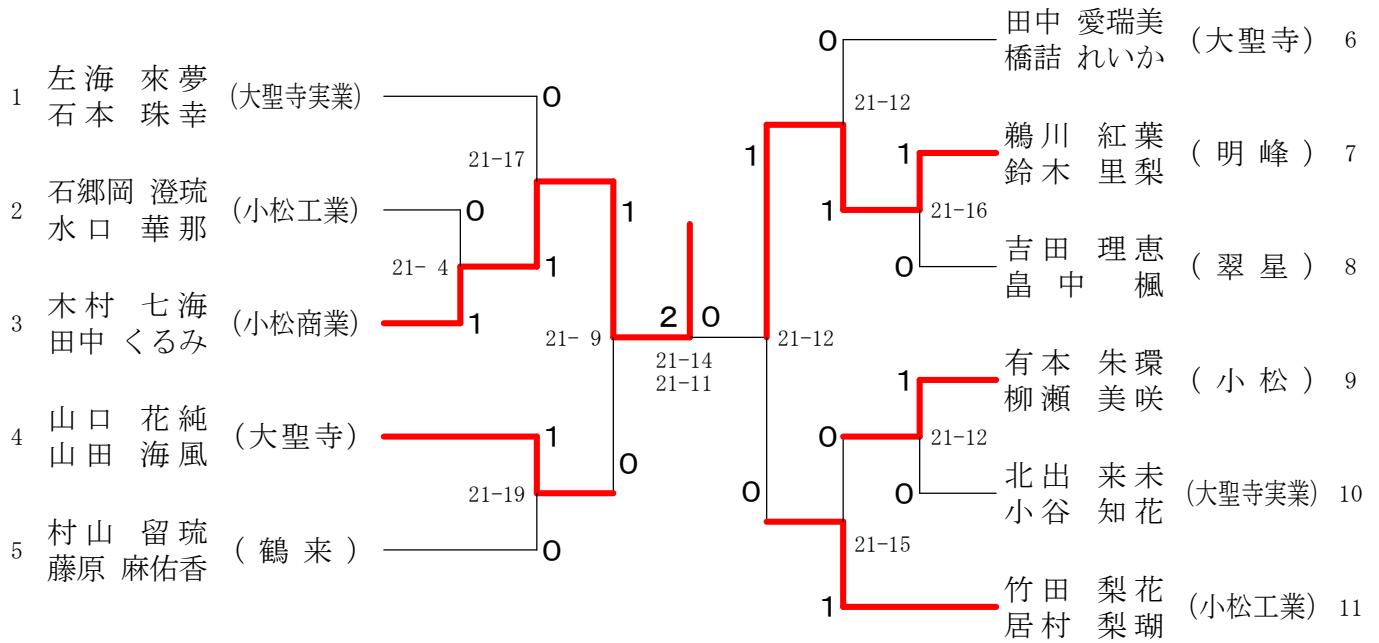 1 左海 來夢 (大聖寺実業) 0
石本 珠幸
21-17
2 石郷岡 澄琉 (小松工業) 0
水口 華那
21- 4 1
3 木村 七海 (小松商業) 1
田中 くるみ
1
21- 9
4 山口 花純 (大聖寺) 1
山田 海風
0
21-19
5 村山 留琉 (鶴来) 0
藤原 麻佑香
2 0
21-14
21-11
0 田中 愛瑞美 (大聖寺) 6
橋詰 れいか
21-12
1
1 鵜川 紅葉 (明峰) 7
鈴木 里梨
1 21-16
0 吉田 理恵 (翠星) 8
畠中 楓
21-12
1 有本 朱環 (小松) 9
柳瀬 美咲
0 21-12
0 北出 来未 (大聖寺実業) 10
小谷 知花
0
21-15
1 竹田 梨花 (小松工業) 11
居村 梨瑚